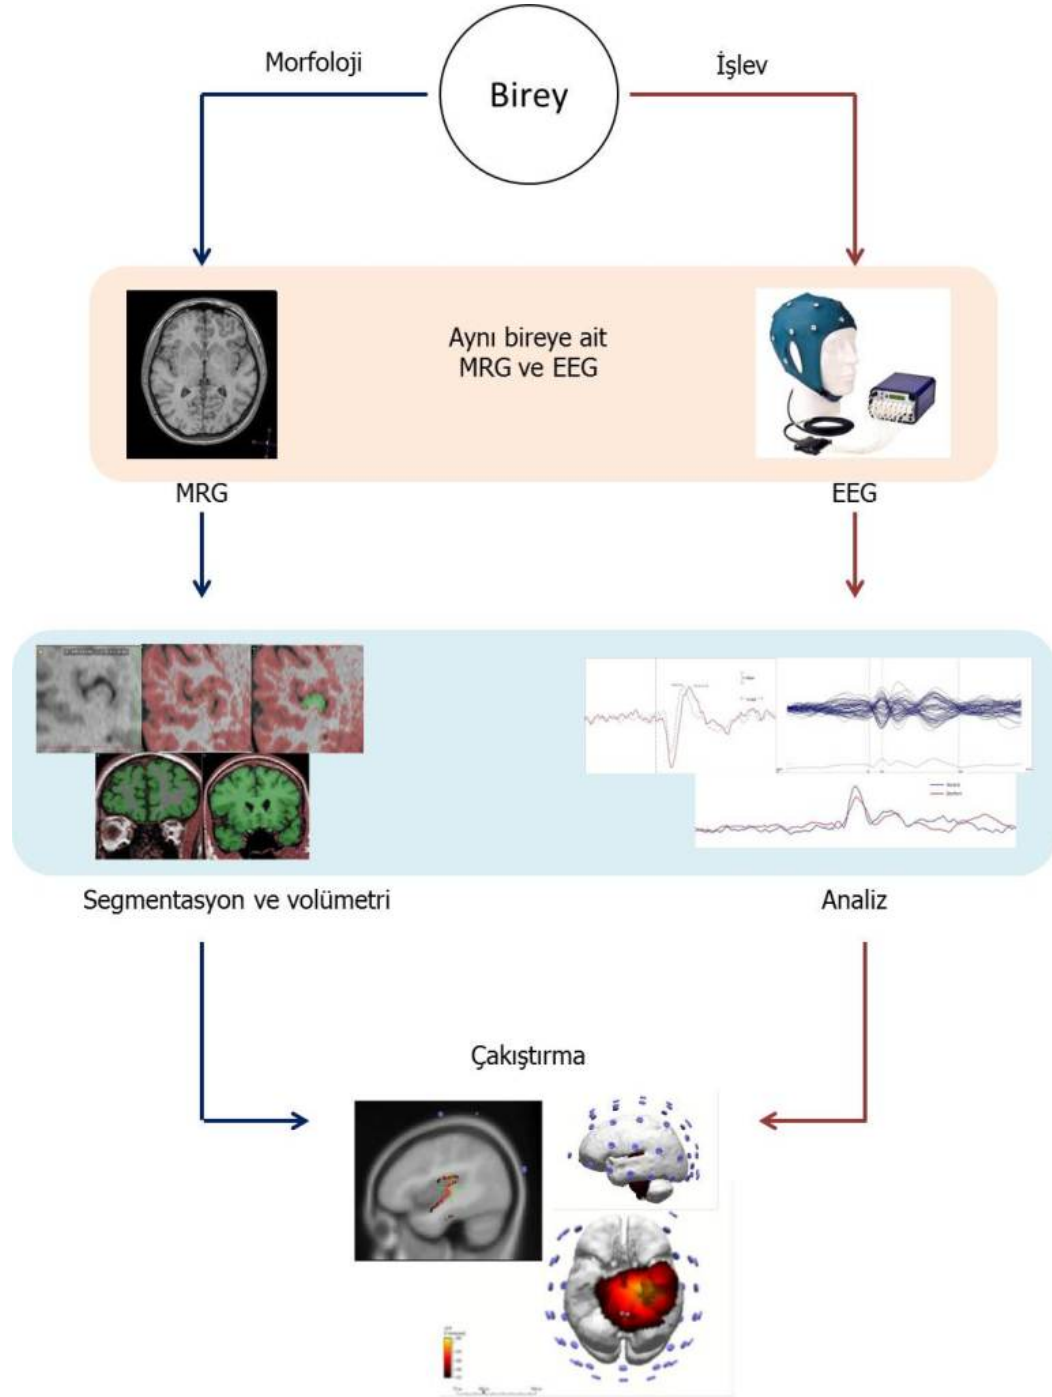 Morfoloji
Birey
İşlev
Aynı bireye ait
MRG ve EEG
MRG
EEG
Segmentasyon ve volümetri
Analiz
Çakıştırma